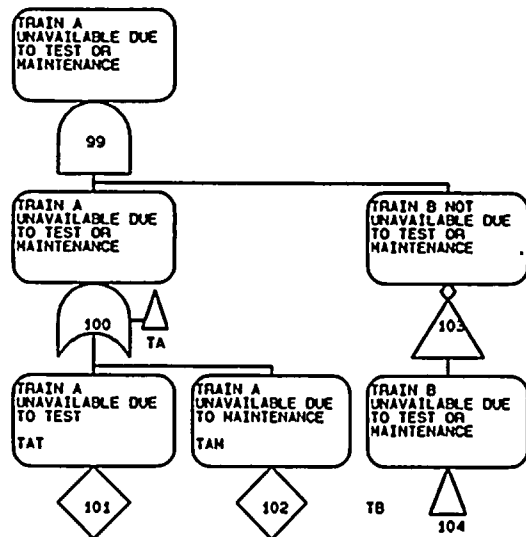 TRAIN A
UNAVAILABLE DUE
TO TEST OR
MAINTENANCE
99
TRAIN A
UNAVAILABLE DUE
TO TEST OR
MAINTENANCE
TRAIN B NOT
UNAVAILABLE DUE
TO TEST OR
MAINTENANCE
100
TA
103
TRAIN A
UNAVAILABLE DUE
TO TEST
TAT
TRAIN A
UNAVAILABLE DUE
TO MAINTENANCE
TAM
TRAIN B
UNAVAILABLE DUE
TO TEST OR
MAINTENANCE
101
102
TB
104